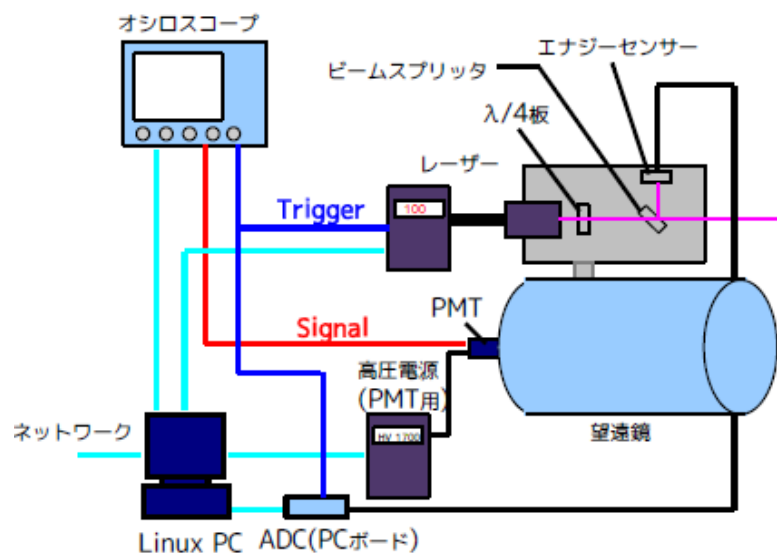 オシロスコープ
エナジーセンサー
ビームスプリッタ
λ/4板
レーザー
100
Trigger
PMT
Signal
高圧電源
(PMT用)
HV 1700
望遠鏡
ネットワーク
Linux PC
ADC(PCボード)